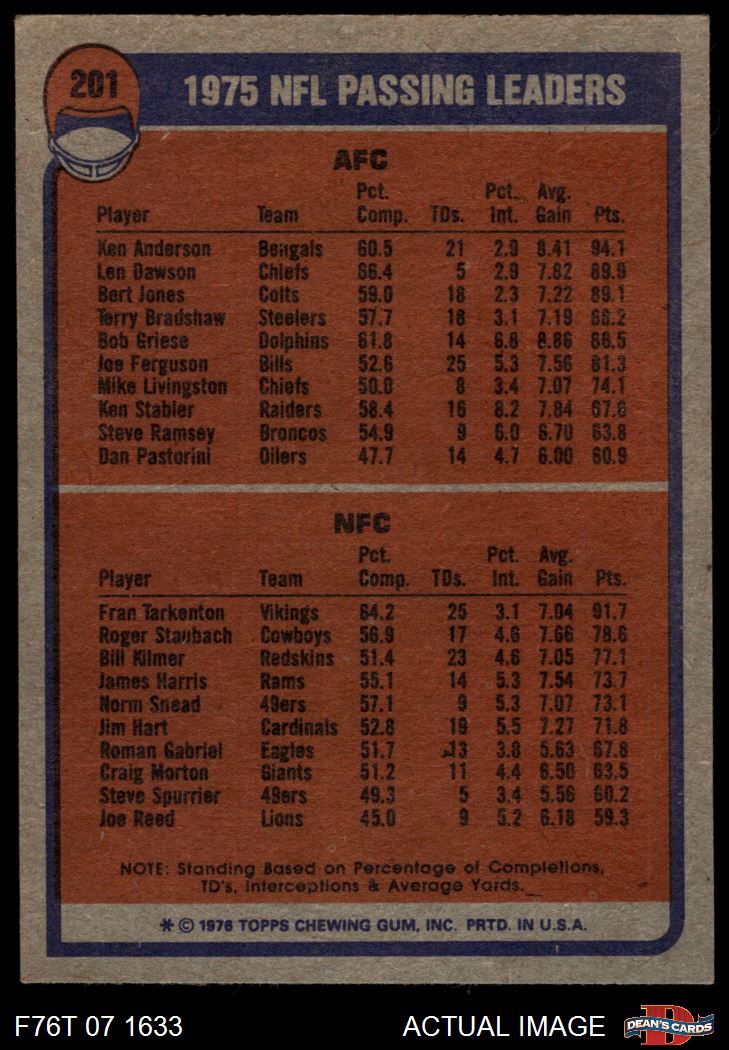 201
1975 NFL PASSING LEADERS
AFC
Pct. Pct. Avg.
Player Team Comp. TDs. Int. Gain Pts.
Ken Anderson Bengals 60.5 21 2.9 8.41 94.1
Len Dawson Chiefs 66.4 5 2.9 7.82 89.9
Bert Jones Colts 59.0 18 2.3 7.22 89.1
Terry Bradshaw Steelers 57.7 18 3.1 7.19
Bob Griese Dolphins 61.8 14 6.8
Joe Ferguson Bills 52.6 25 5.3 7.56 81.3
Mike Livingston Chiefs 50.0 8 3.4 7.07 74.1
Ken Stabler Raiders 58.4 16 8.2 7.84
Steve Ramsey Broncos 54.9 9 6.0 6.70 63.8
Dan Pastorini Oilers 47.7 14 4.7 6.00 60.9
NFC
Pct. Pct. Avg.
Player Team Comp. TDs. Int. Gain Pts.
Fran Tarkenton Vikings 64.2 25 3.1 7.04 91.7
Roger Staubach Cowboys 56.9 17 4.6 7.66 78.6
Bill Kilmer Redskins 51.4 23 4.6 7.05 77.1
James Harris Rams 55.1 14 5.3 7.54 73.7
Norm Snead 49ers 57.1 9 5.3 7.07 73.1
Jim Hart Cardinals 52.8 19 5.5 7.27 71.8
Roman Gabriel Eagles 51.7 13 3.8 5.63 67.8
Craig Morton Giants 51.2 11 4.4 6.50 63.5
Steve Spurrier 49ers 49.3 5 3.4 5.56 60.2
Joe Reed Lions 45.0 9 5.2 6.18 59.3
NOTE: Standing Based on Percentage of Completions,
TD's, Interceptions & Average Yards.
* © 1976 TOPPS CHEWING GUM, INC. PRTD. IN U.S.A.
F76T 07 1633 ACTUAL IMAGE D DEAN'S CARDS